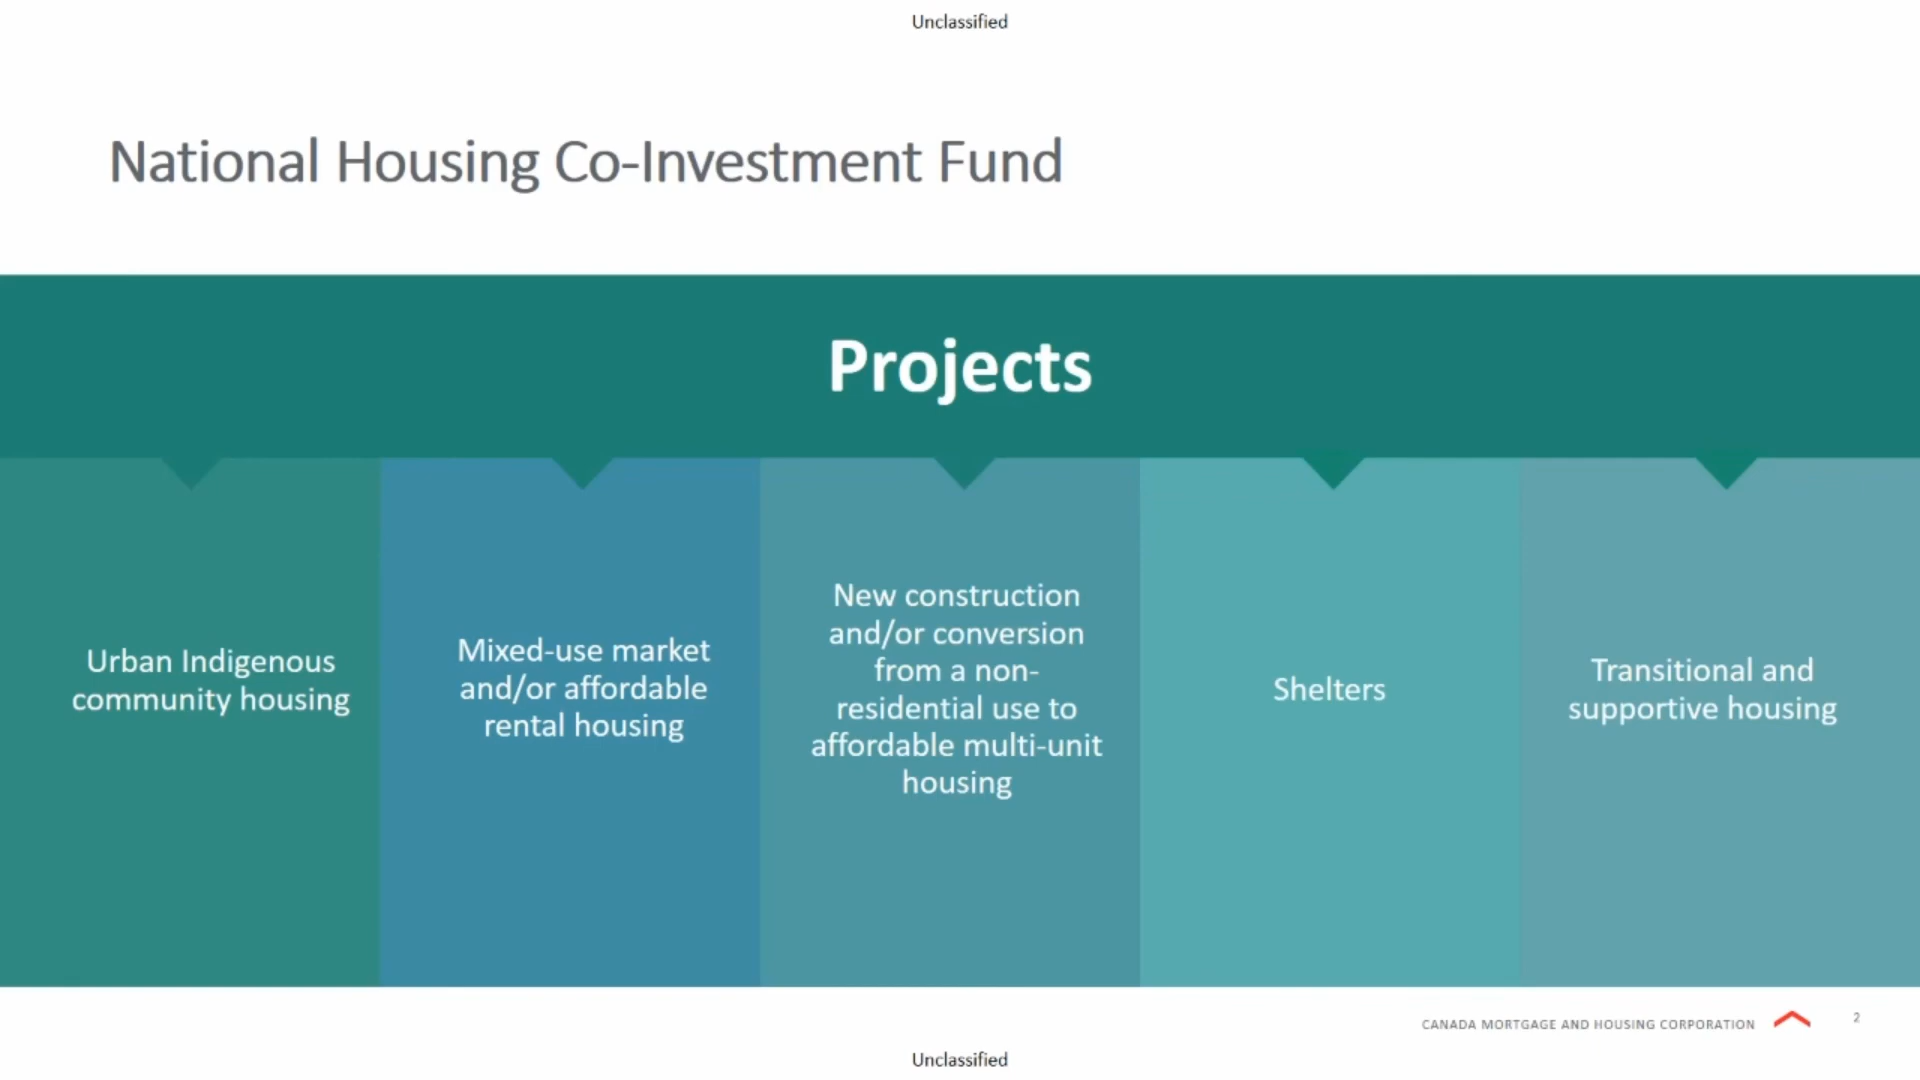 Unclassified
National Housing Co-Investment Fund
Projects
Urban Indigenous
community housing
Mixed-use market
and/or affordable
rental housing
New construction
and/or conversion
from a non-
residential use to
affordable multi-unit
housing
Shelters
Transitional and
supportive housing
CANADA MORTGAGE AND HOUSING CORPORATION
2
Unclassified